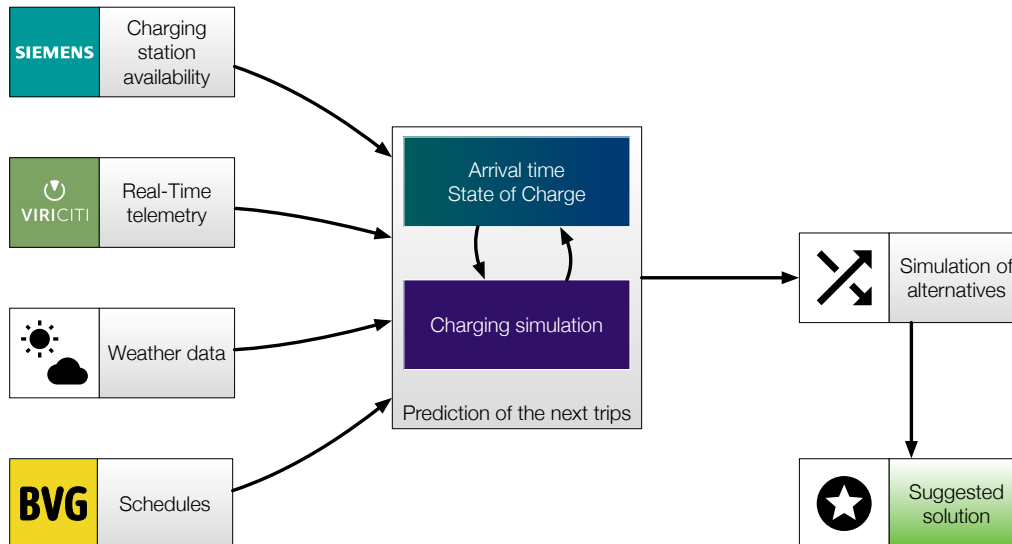 SIEMENS
Charging
station
availability
VIRICITI
Real-Time
telemetry
Weather data
BVG
Schedules
Arrival time
State of Charge
Charging simulation
Prediction of the next trips
Simulation of
alternatives
Suggested
solution